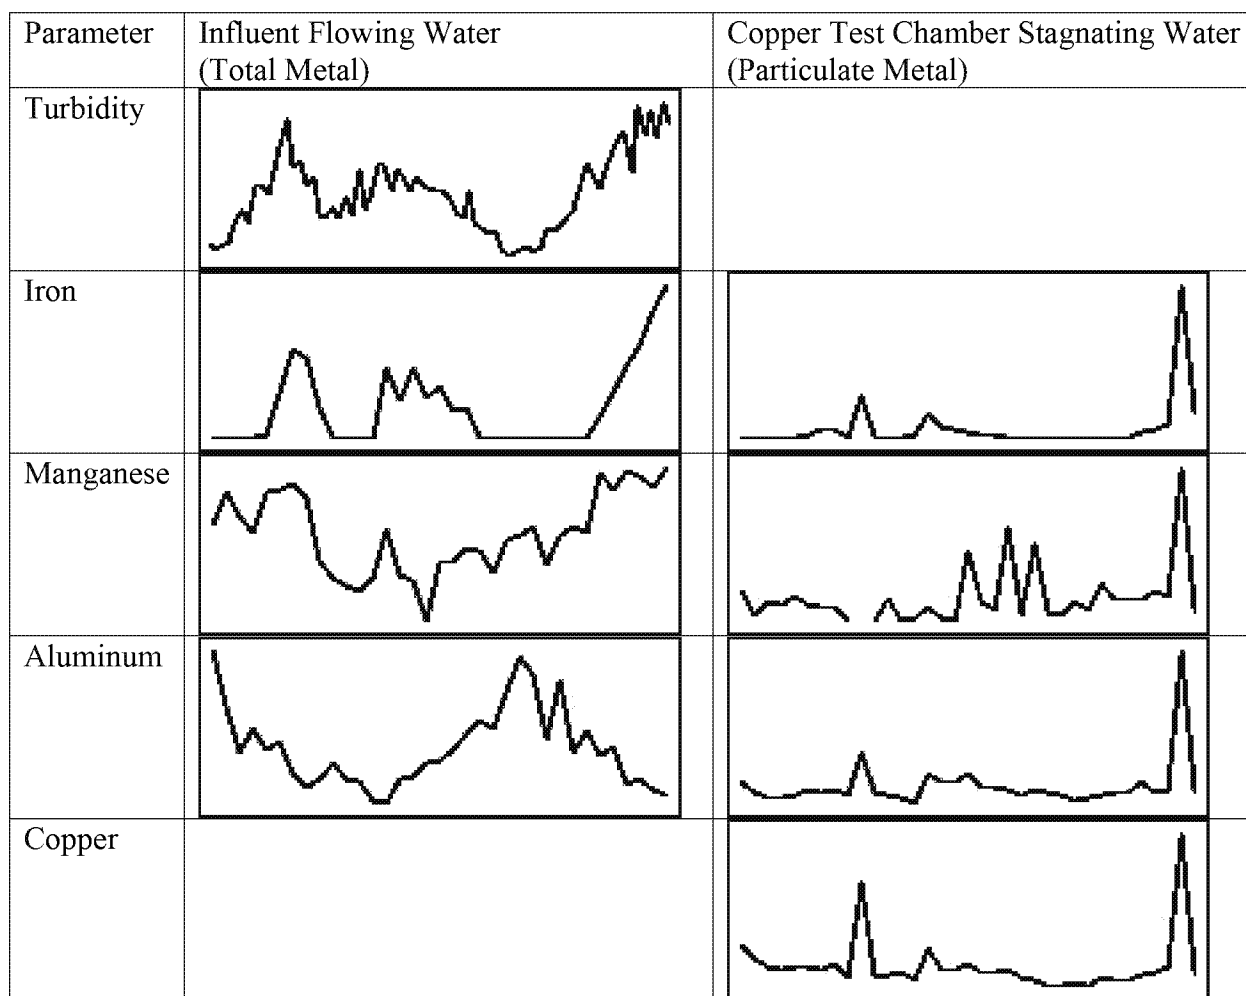 Parameter
Influent Flowing Water
(Total Metal)
Copper Test Chamber Stagnating Water
(Particulate Metal)
Turbidity
Iron
Manganese
Aluminum
Copper